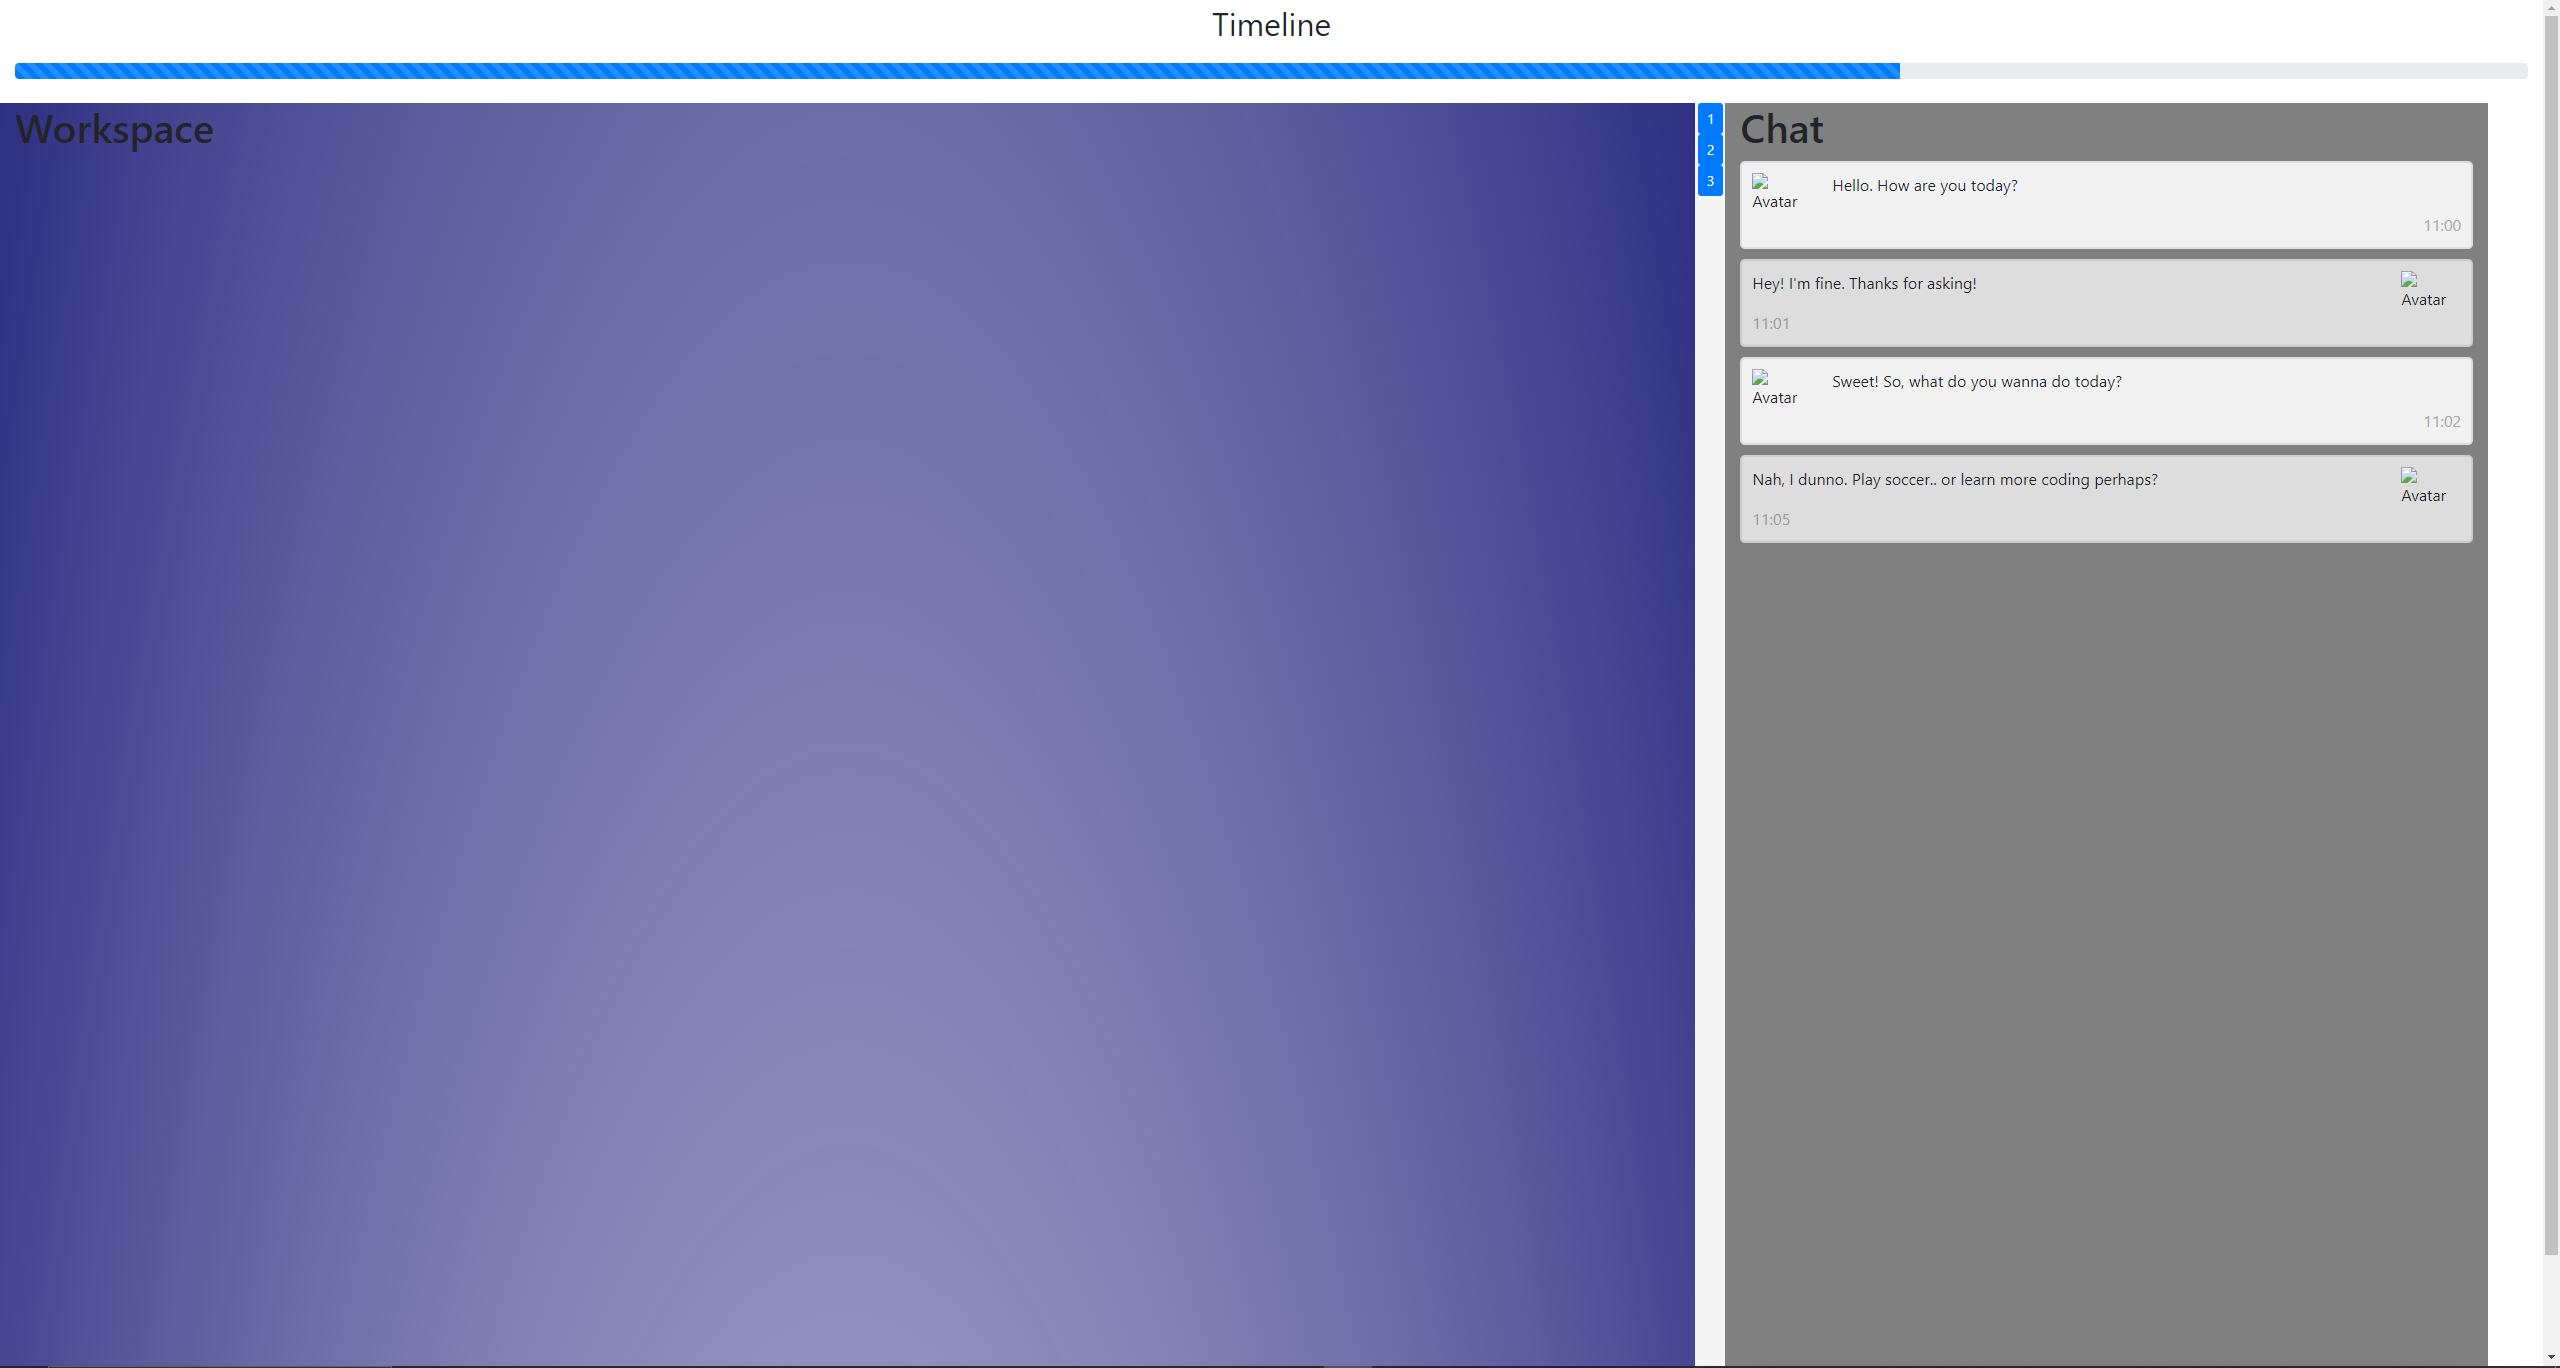 Timeline
Workspace
1
2
3
Chat
Avatar
Hello. How are you today?
11:00
Hey! I'm fine. Thanks for asking!
Avatar
11:01
Avatar
Sweet! So, what do you wanna do today?
11:02
Nah, I dunno. Play soccer.. or learn more coding perhaps?
Avatar
11:05